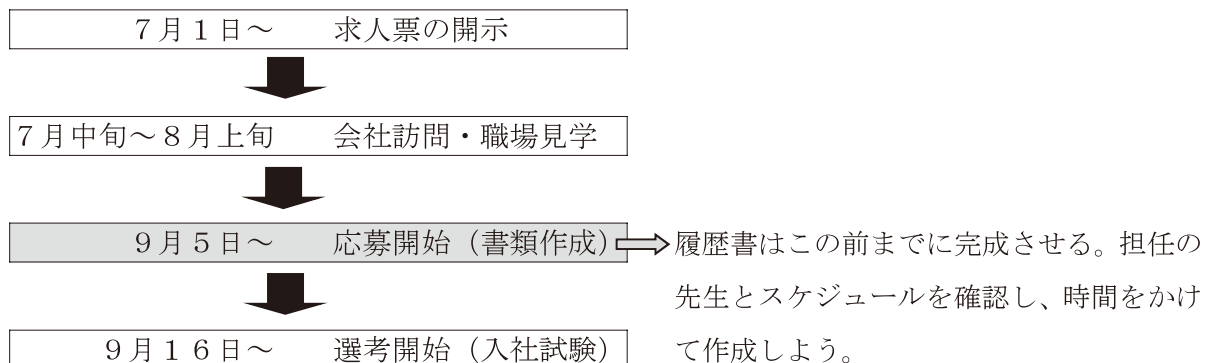 ７月１日～　　求人票の開示
７月中旬～８月上旬　　会社訪問・職場見学
９月５日～　　応募開始（書類作成）
履歴書はこの前までに完成させる。担任の
先生とスケジュールを確認し、時間をかけ
て作成しよう。
９月１６日～　　選考開始（入社試験）